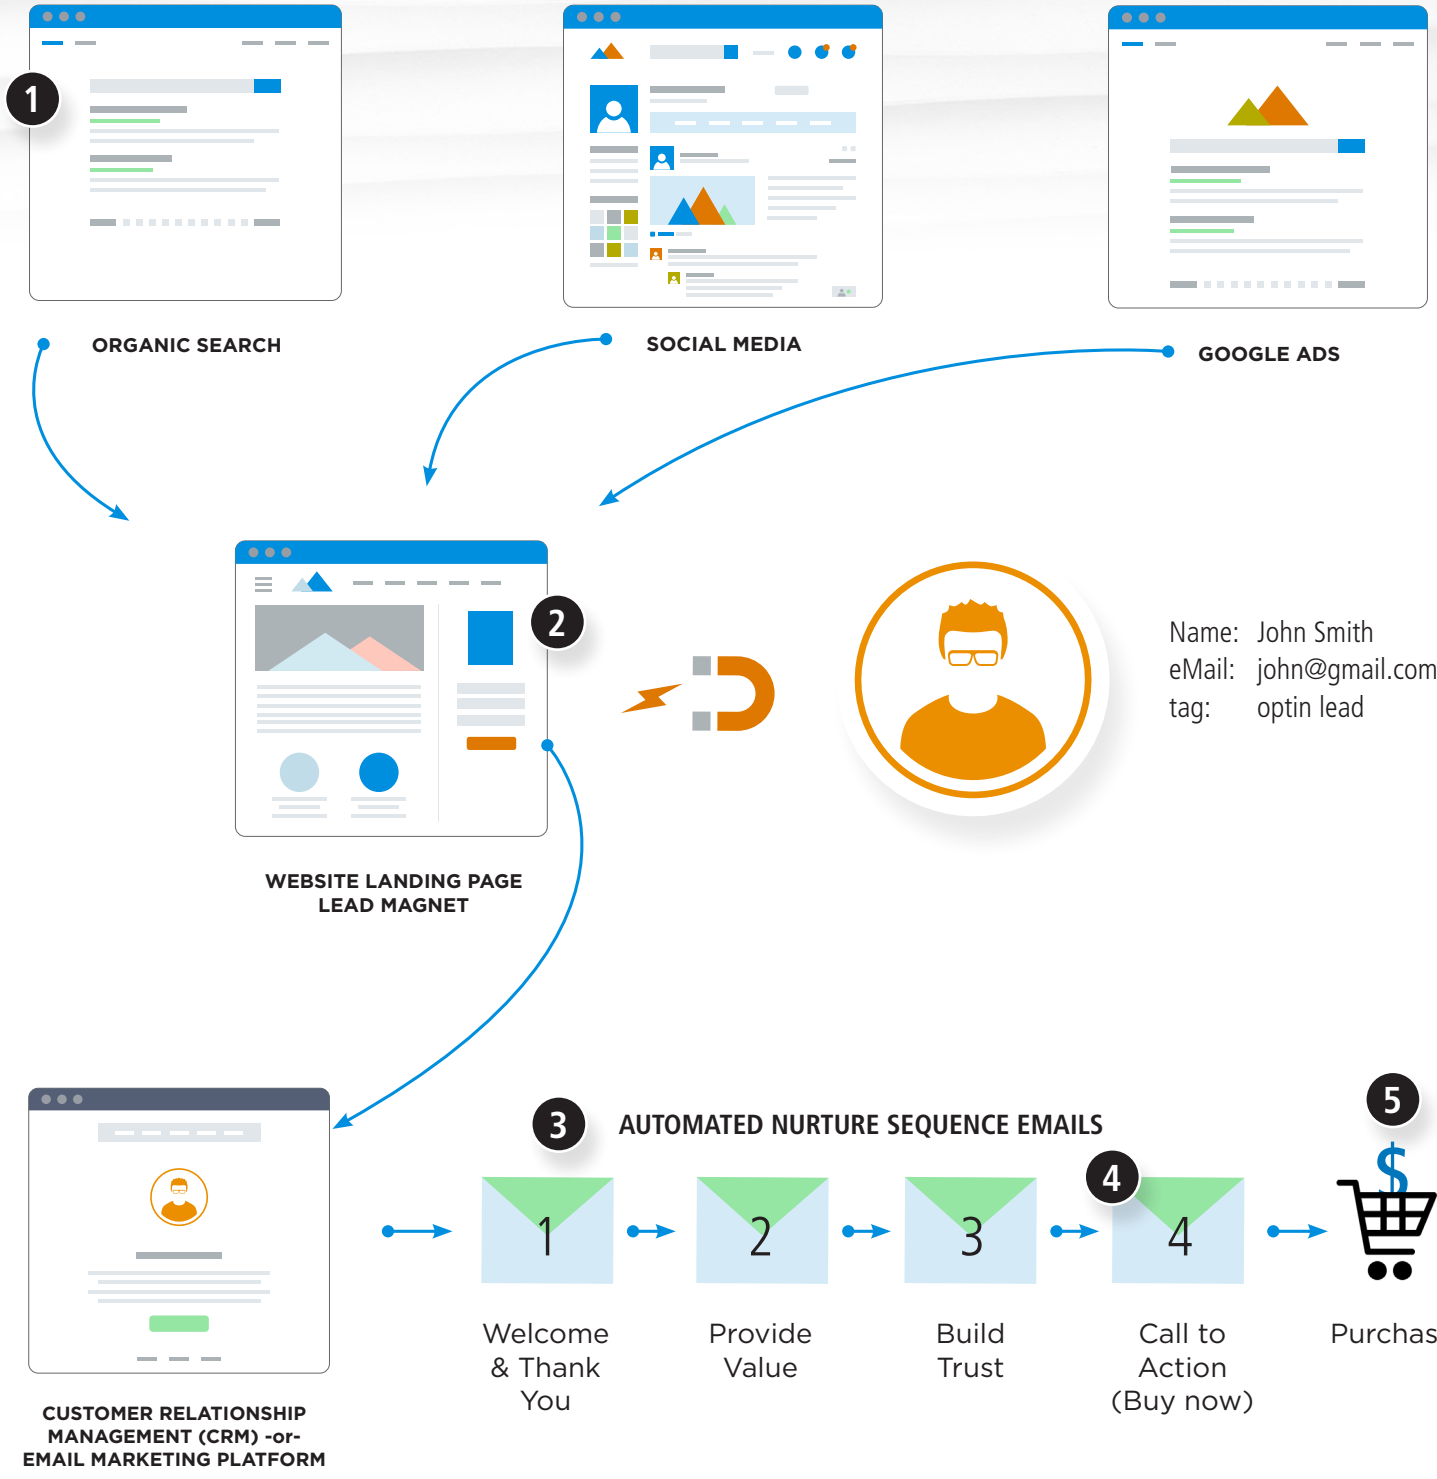 1
ORGANIC SEARCH
SOCIAL MEDIA
GOOGLE ADS
2
Name: John Smith
eMail: john@gmail.com
tag: optin lead
WEBSITE LANDING PAGE
LEAD MAGNET
3
AUTOMATED NURTURE SEQUENCE EMAILS
4
5
$
1
2
3
4
Welcome
& Thank
You
Provide
Value
Build
Trust
Call to
Action
(Buy now)
Purchas
CUSTOMER RELATIONSHIP
MANAGEMENT (CRM) -or-
EMAIL MARKETING PLATFORM